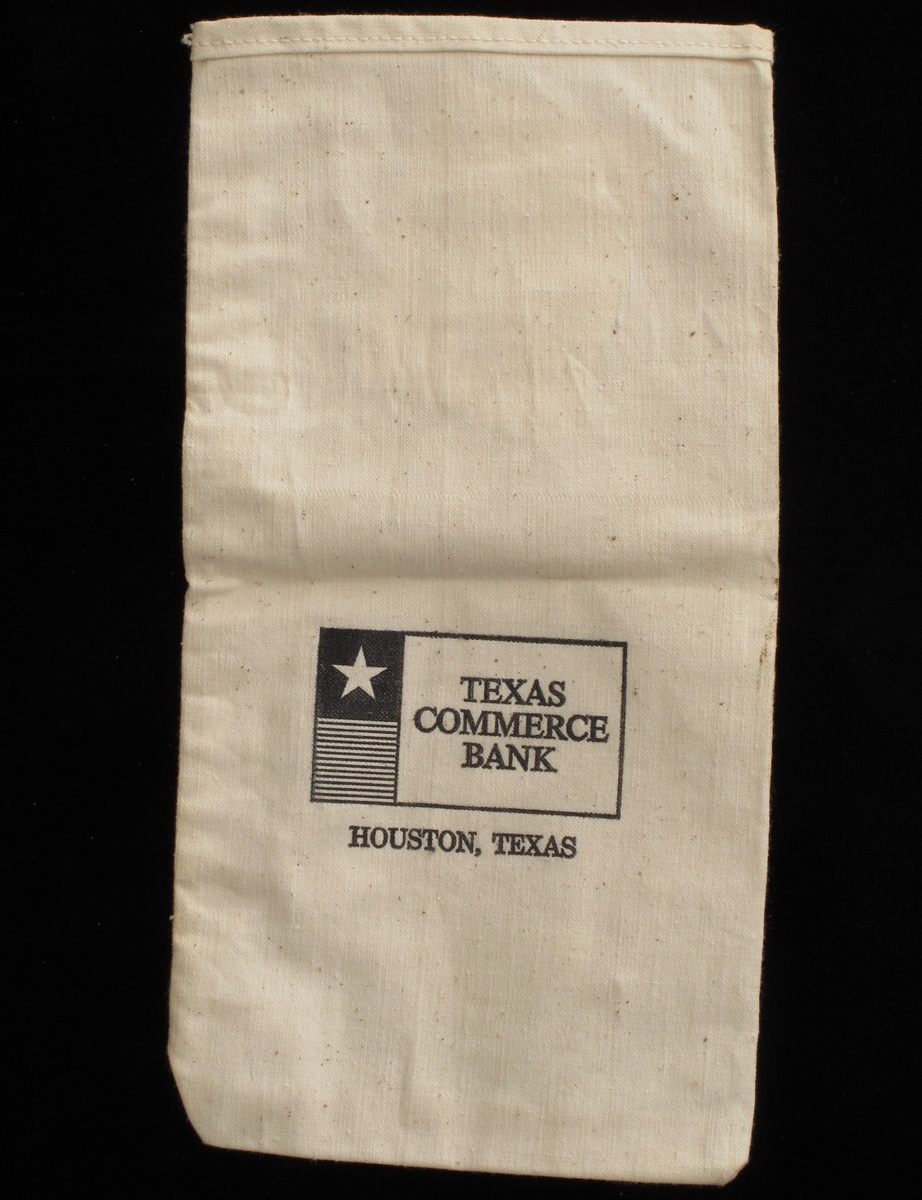 TEXAS
COMMERCE
BANK
HOUSTON, TEXAS